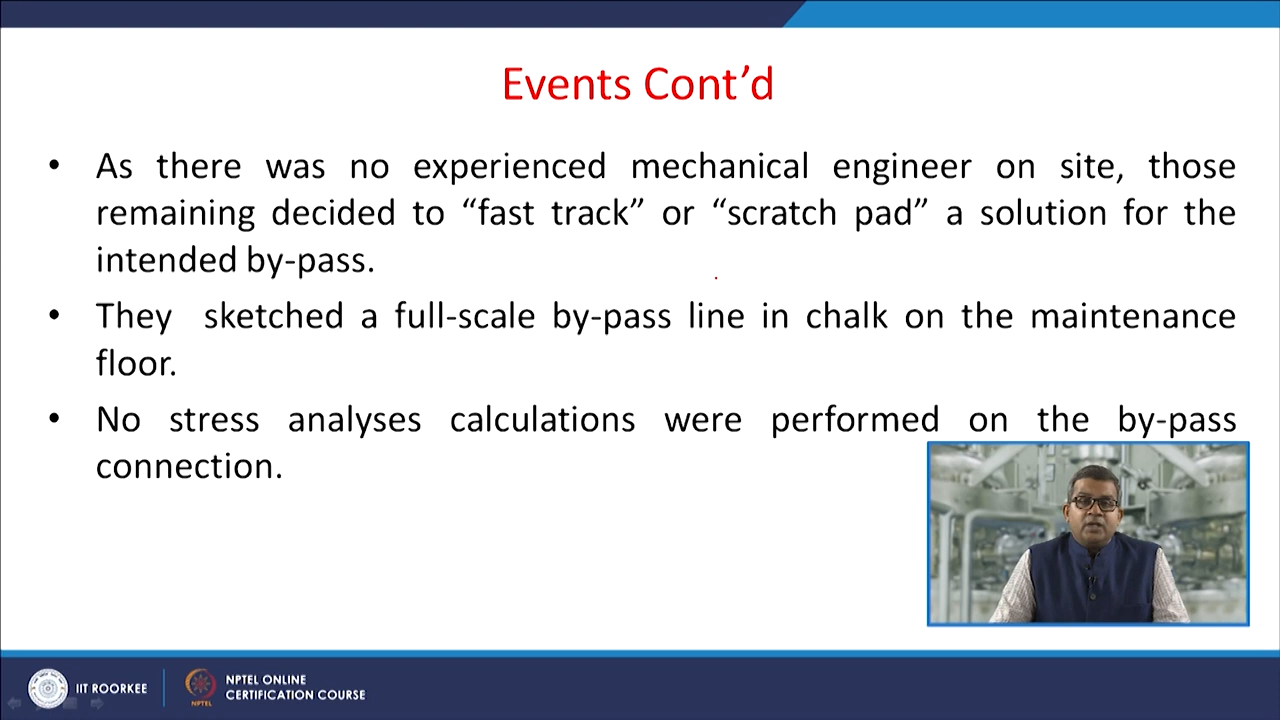 Events Cont’d
• As there was no experienced mechanical engineer on site, those
remaining decided to “fast track” or “scratch pad” a solution for the
intended by-pass.
• They sketched a full-scale by-pass line in chalk on the maintenance
floor.
• No stress analyses calculations were performed on the by-pass
connection.
IIT ROORKEE
NPTEL
NPTEL ONLINE
CERTIFICATION COURSE